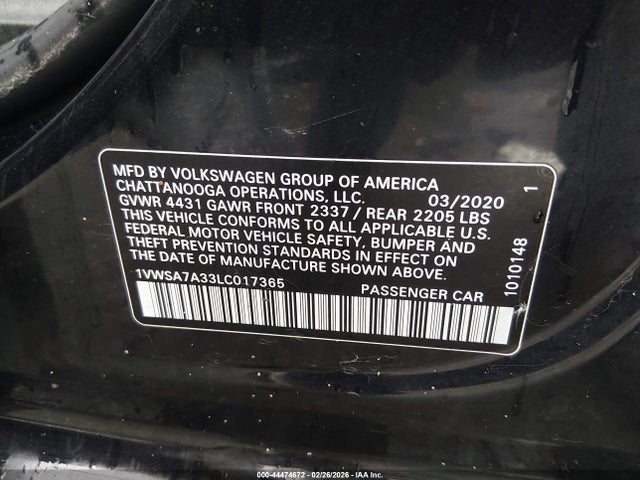 MFD BY VOLKSWAGEN GROUP OF AMERICA
CHATTANOOGA OPERATIONS, LLC. 03/2020
GVWR 4431 GAWR FRONT 2337 / REAR 2205 LBS
THIS VEHICLE CONFORMS TO ALL APPLICABLE U.S.
FEDERAL MOTOR VEHICLE SAFETY, BUMPER AND
THEFT PREVENTION STANDARDS IN EFFECT ON
THE DATE OF MANUFACTURE SHOWN ABOVE.
1VWSA7A33LC017365 PASSENGER CAR
1010148 1
000-44474672 02/26/2026 © IAA, Inc.